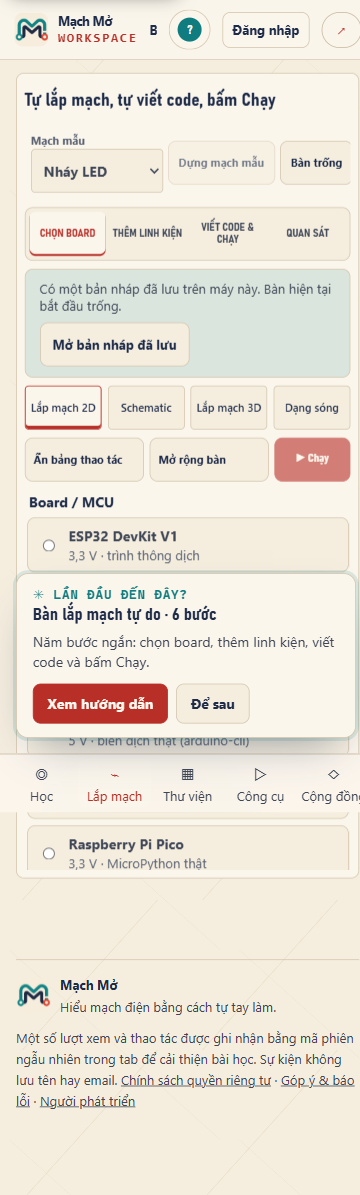 Mạch Mở
WORKSPACE
B
?
Đăng nhập
Tự lắp mạch, tự viết code, bấm Chạy
Mạch mẫu
Nháy LED
Dựng mạch mẫu
Bàn trống
CHỌN BOARD
THÊM LINH KIỆN
VIẾT CODE &
CHẠY
QUAN SÁT
Có một bản nháp đã lưu trên máy này. Bàn hiện tại
bắt đầu trống.
Mở bản nháp đã lưu
Lắp mạch 2D
Schematic
Lắp mạch 3D
Dạng sóng
Ẩn bảng thao tác
Mở rộng bàn
Chạy
Board / MCU
ESP32 DevKit V1
3,3 V · trình thông dịch
LẦN ĐẦU ĐẾN ĐÂY?
Bàn lắp mạch tự do · 6 bước
Năm bước ngắn: chọn board, thêm linh kiện, viết
code và bấm Chạy.
Xem hướng dẫn
Để sau
5 V · biên dịch thật (arduino-cli)
Học
Lắp mạch
Thư viện
Công cụ
Cộng đồng
Raspberry Pi Pico
3,3 V · MicroPython thật
Mạch Mở
Hiểu mạch điện bằng cách tự tay làm.
Một số lượt xem và thao tác được ghi nhận bằng mã phiên
ngẫu nhiên trong tab để cải thiện bài học. Sự kiện không
lưu tên hay email. Chính sách quyền riêng tư · Góp ý & báo
lỗi · Người phát triển